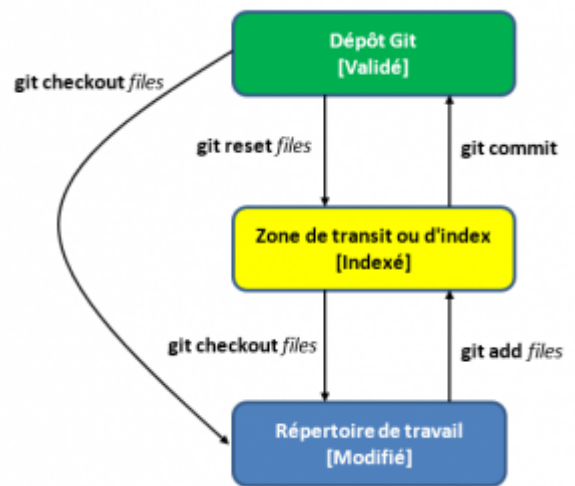 Dépôt Git
[Validé]
git checkout files
git reset files
git commit
Zone de transit ou d'index
[Indexé]
git checkout files
git add files
Répertoire de travail
[Modifié]